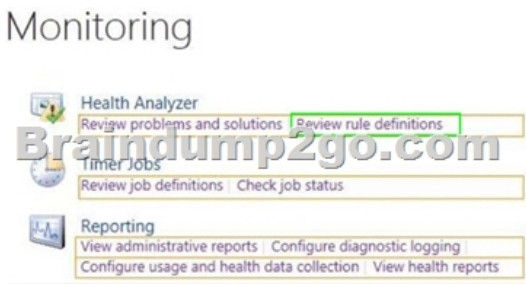 Monitoring
Health Analyzer
Review problems and solutions Review rule definitions
Braindump2go.com
Timer Jobs
Review job definitions Check job status
Reporting
View administrative reports Configure diagnostic logging
Configure usage and health data collection View health reports